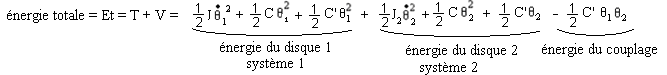 énergie totale = Et = T + V = 1/2 J θ̇₁² + 1/2 C θ₁² + 1/2 C' θ₁² + 1/2 J₂ θ̇₂² + 1/2 C θ₂² + 1/2 C' θ₂ - 1/2 C' θ₁ θ₂
énergie du disque 1 énergie du disque 2 énergie du couplage
système 1 système 2